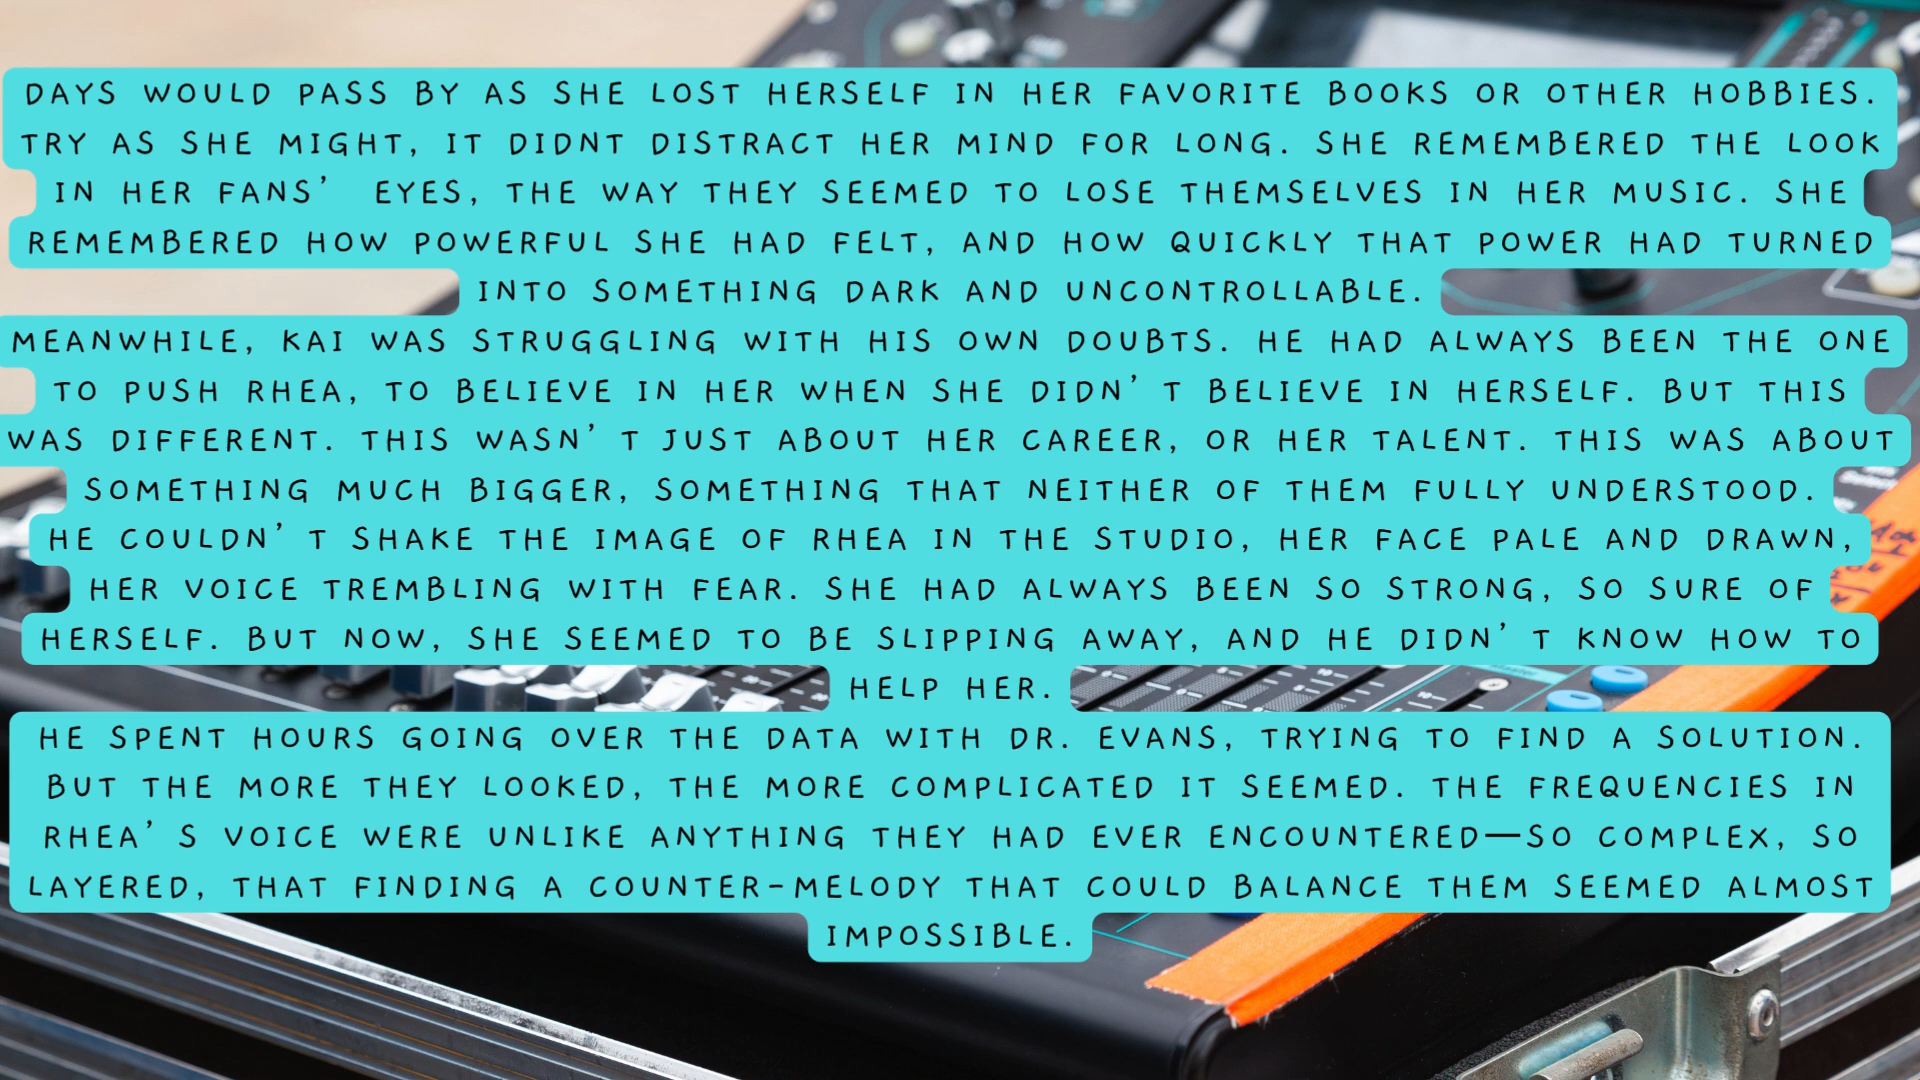 DAYS WOULD PASS BY AS SHE LOST HERSELF IN HER FAVORITE BOOKS OR OTHER HOBBIES.
TRY AS SHE MIGHT, IT DIDNT DISTRACT HER MIND FOR LONG. SHE REMEMBERED THE LOOK
IN HER FANS' EYES, THE WAY THEY SEEMED TO LOSE THEMSELVES IN HER MUSIC. SHE
REMEMBERED HOW POWERFUL SHE HAD FELT, AND HOW QUICKLY THAT POWER HAD TURNED
INTO SOMETHING DARK AND UNCONTROLLABLE.
MEANWHILE, KAI WAS STRUGGLING WITH HIS OWN DOUBTS. HE HAD ALWAYS BEEN THE ONE
TO PUSH RHEA, TO BELIEVE IN HER WHEN SHE DIDN'T BELIEVE IN HERSELF. BUT THIS
WAS DIFFERENT. THIS WASN'T JUST ABOUT HER CAREER, OR HER TALENT. THIS WAS ABOUT
SOMETHING MUCH BIGGER, SOMETHING THAT NEITHER OF THEM FULLY UNDERSTOOD.
HE COULDN'T SHAKE THE IMAGE OF RHEA IN THE STUDIO, HER FACE PALE AND DRAWN,
HER VOICE TREMBLING WITH FEAR. SHE HAD ALWAYS BEEN SO STRONG, SO SURE OF
HERSELF. BUT NOW, SHE SEEMED TO BE SLIPPING AWAY, AND HE DIDN'T KNOW HOW TO
HELP HER.
HE SPENT HOURS GOING OVER THE DATA WITH DR. EVANS, TRYING TO FIND A SOLUTION.
BUT THE MORE THEY LOOKED, THE MORE COMPLICATED IT SEEMED. THE FREQUENCIES IN
RHEA'S VOICE WERE UNLIKE ANYTHING THEY HAD EVER ENCOUNTERED—SO COMPLEX, SO
LAYERED, THAT FINDING A COUNTER-MELODY THAT COULD BALANCE THEM SEEMED ALMOST
IMPOSSIBLE.